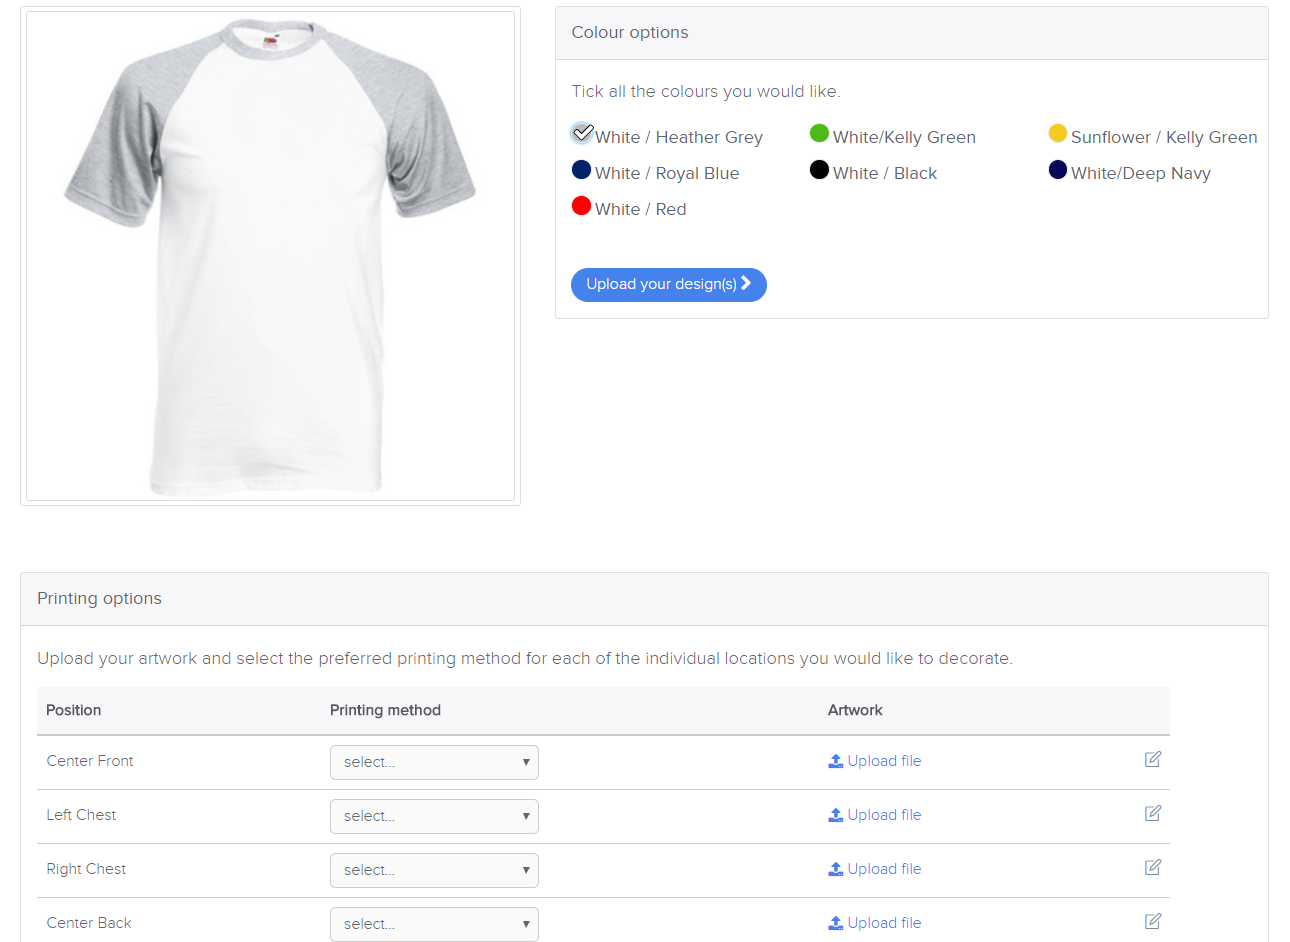 Colour options
Tick all the colours you would like.
White / Heather Grey
White/Kelly Green
Sunflower / Kelly Green
White / Royal Blue
White / Black
White/Deep Navy
White / Red
Upload your design(s)
Printing options
Upload your artwork and select the preferred printing method for each of the individual locations you would like to decorate.
Position Printing method Artwork
Center Front select... Upload file
Left Chest select... Upload file
Right Chest select... Upload file
Center Back select... Upload file